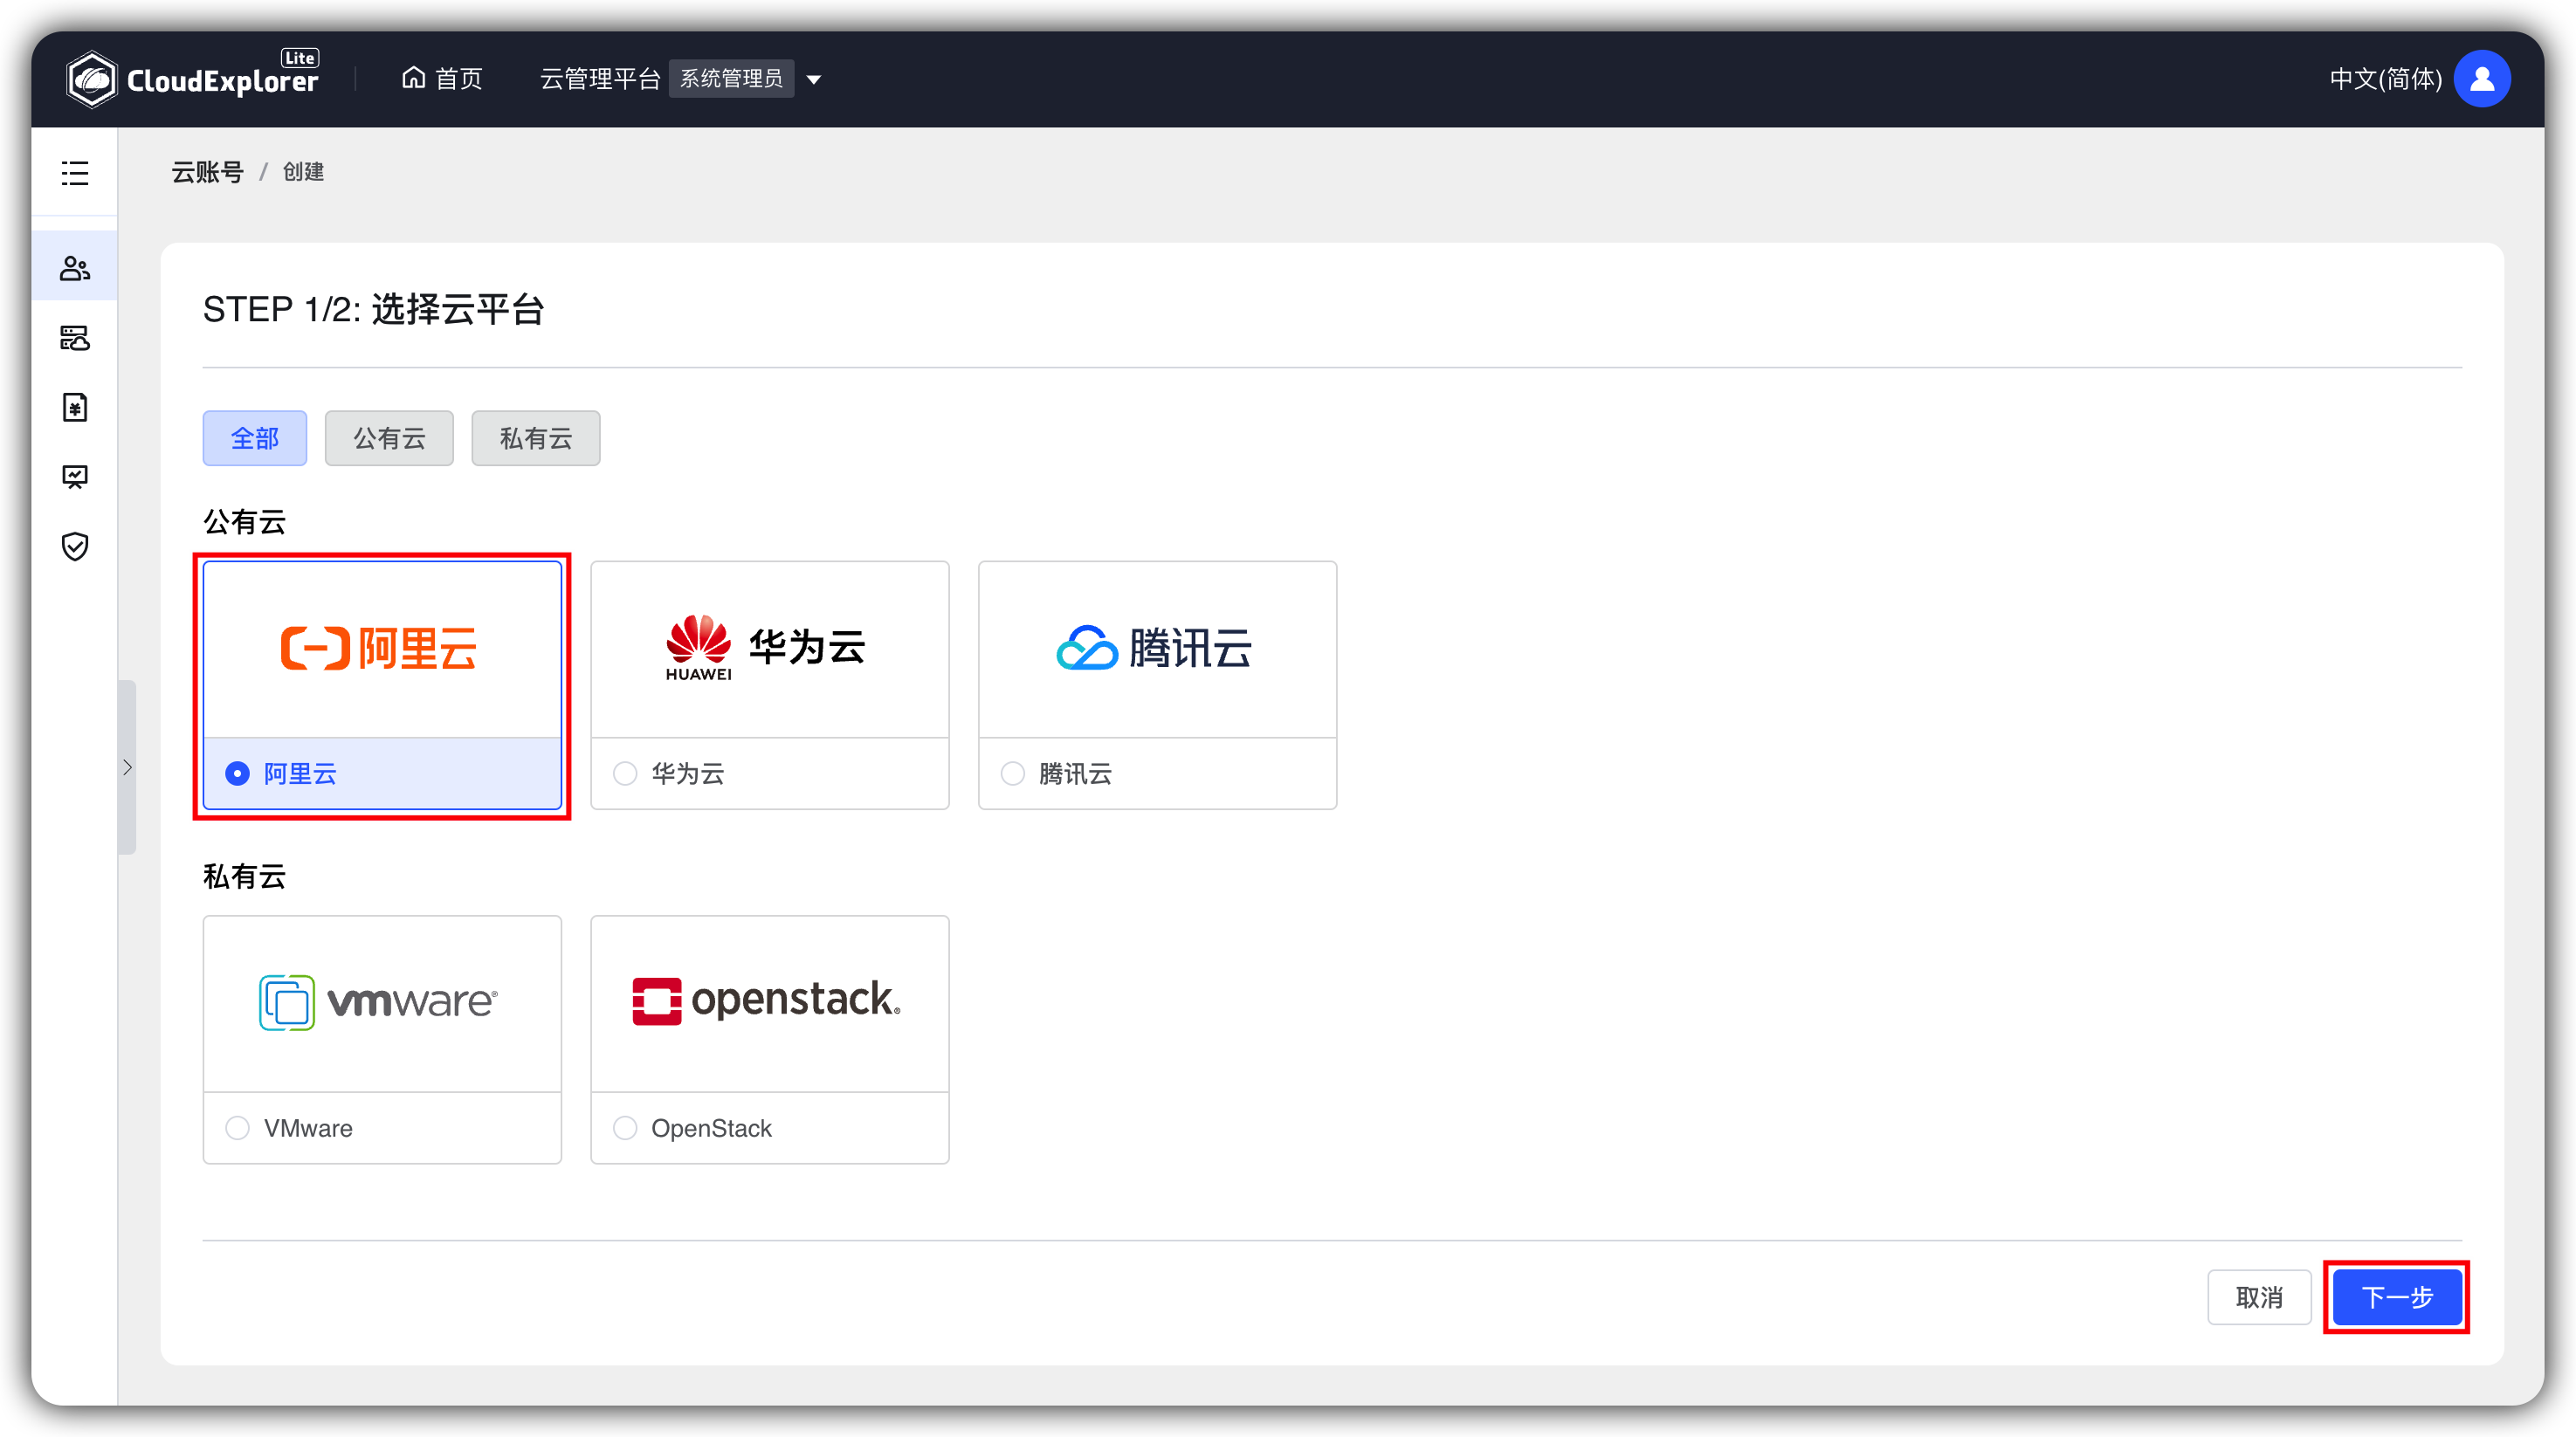 Lite
CloudExplorer
首页
云管理平台 系统管理员
中文(简体)
云账号 / 创建
STEP 1/2: 选择云平台
全部 公有云 私有云
公有云
阿里云
HUAWEI 华为云
腾讯云
阿里云
华为云
腾讯云
私有云
vmware®
openstack®
VMware
OpenStack
取消
下一步